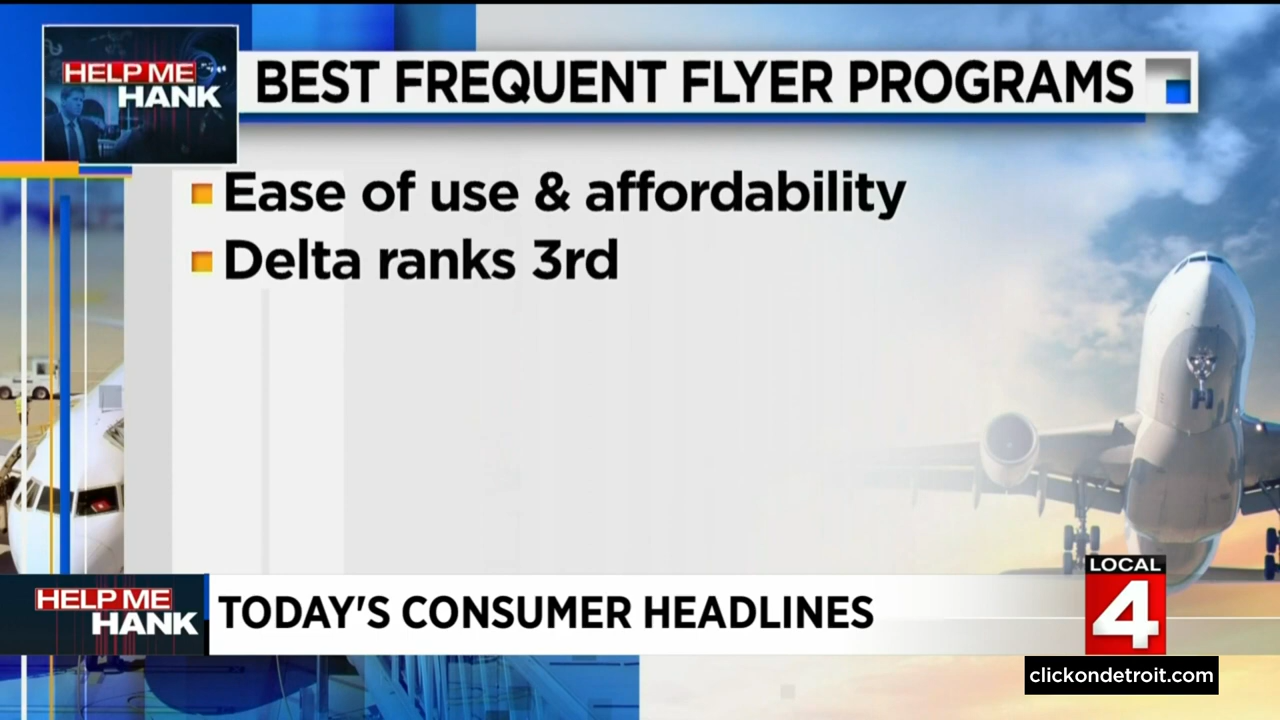 HELP ME
HANK
BEST FREQUENT FLYER PROGRAMS
Ease of use & affordability
Delta ranks 3rd
HELP ME
HANK
TODAY'S CONSUMER HEADLINES
LOCAL
4
clickondetroit.com